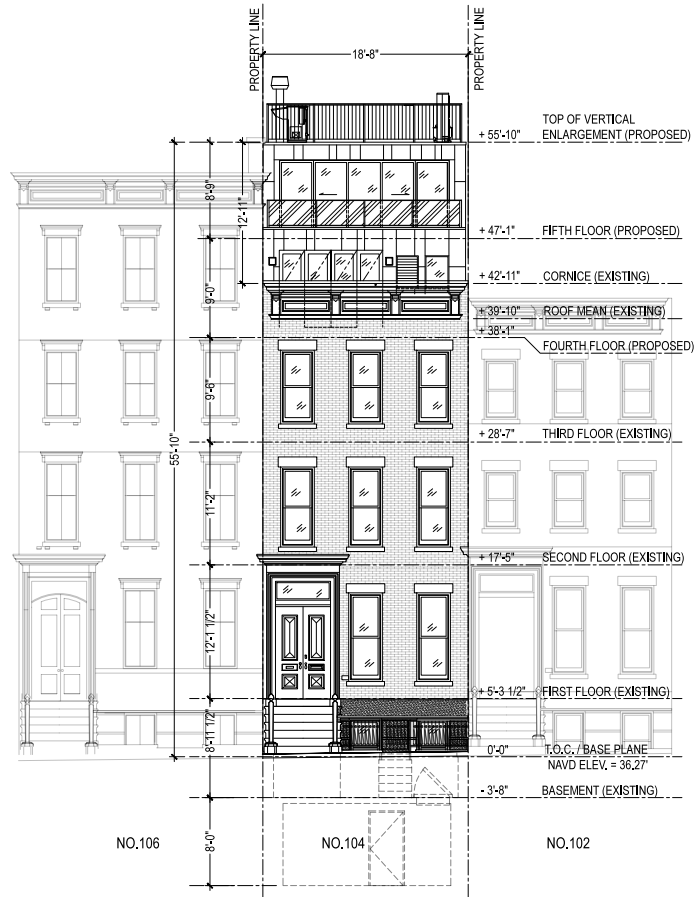 PROPERTY LINE
PROPERTY LINE
18'-8"
TOP OF VERTICAL
+ 55'-10" ENLARGEMENT (PROPOSED)
8'-9"
12'-11"
+ 47'-1" FIFTH FLOOR (PROPOSED)
+ 42'-11" CORNICE (EXISTING)
9'-0"
+ 39'-10" ROOF MEAN (EXISTING)
+ 38'-1"
FOURTH FLOOR (PROPOSED)
9'-6"
+ 28'-7" THIRD FLOOR (EXISTING)
55'-10"
11'-2"
+ 17'-5" SECOND FLOOR (EXISTING)
12'-1 1/2"
+ 5'-3 1/2" FIRST FLOOR (EXISTING)
8'-11 1/2"
0'-0" T.O.C. / BASE PLANE
NAVD ELEV. = 36.27'
- 3'-8" BASEMENT (EXISTING)
8'-0"
NO.106 NO.104 NO.102